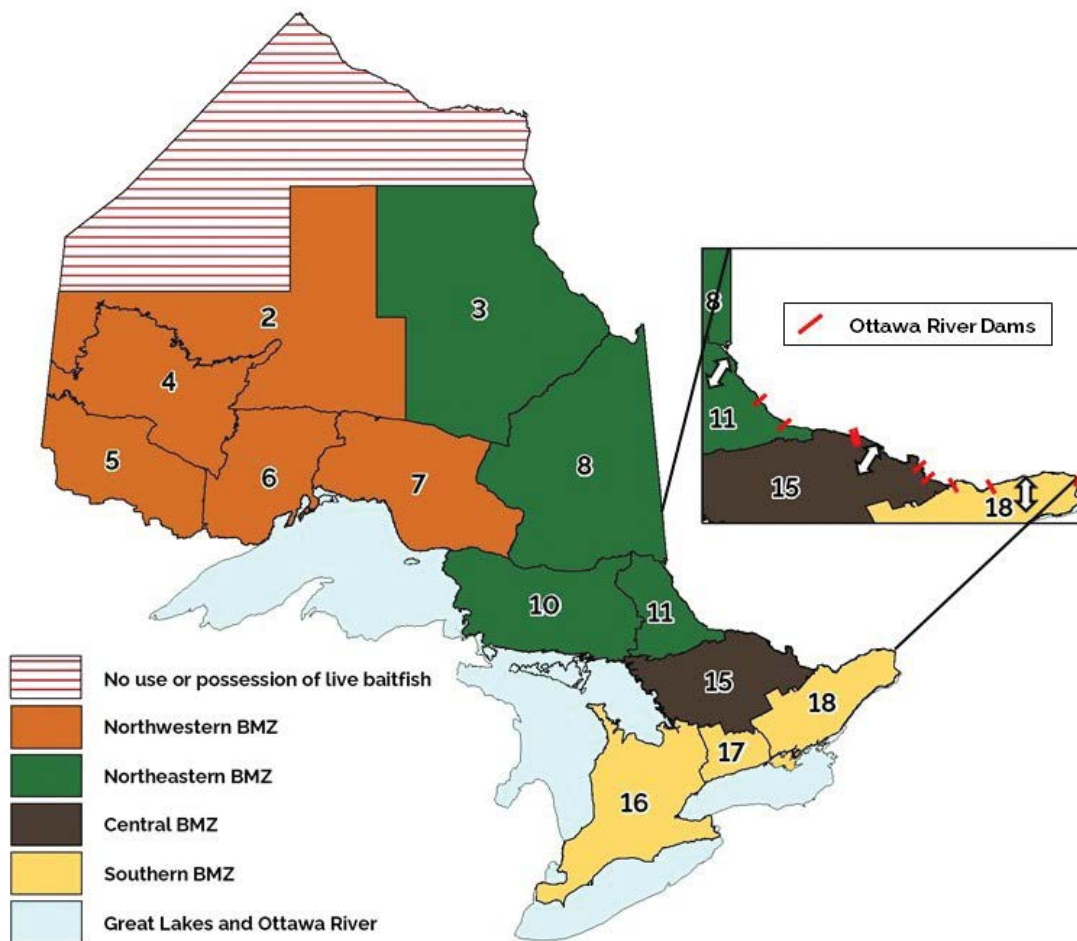 2
3
4
5
6
7
8
10
11
15
16
17
18
8
11
15
18
Ottawa River Dams
No use or possession of live baitfish
Northwestern BMZ
Northeastern BMZ
Central BMZ
Southern BMZ
Great Lakes and Ottawa River